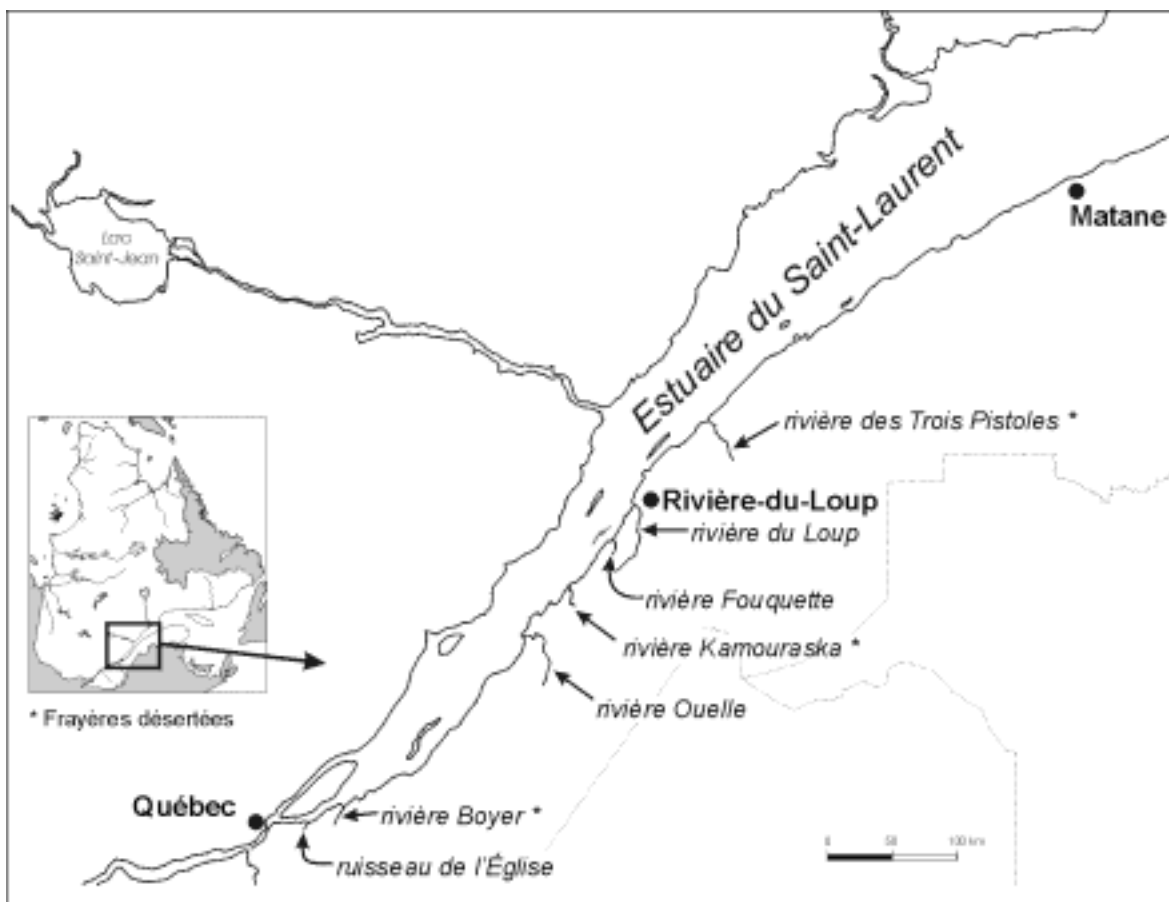 Estuaire du Saint-Laurent
Matane
Lac
Saint-Jean
rivière des Trois Pistoles *
Rivière-du-Loup
rivière du Loup
rivière Fouquette
rivière Kamouraska *
rivière Ouelle
* Frayères désertées
Québec
rivière Boyer *
ruisseau de l'Église
0 50 100 km